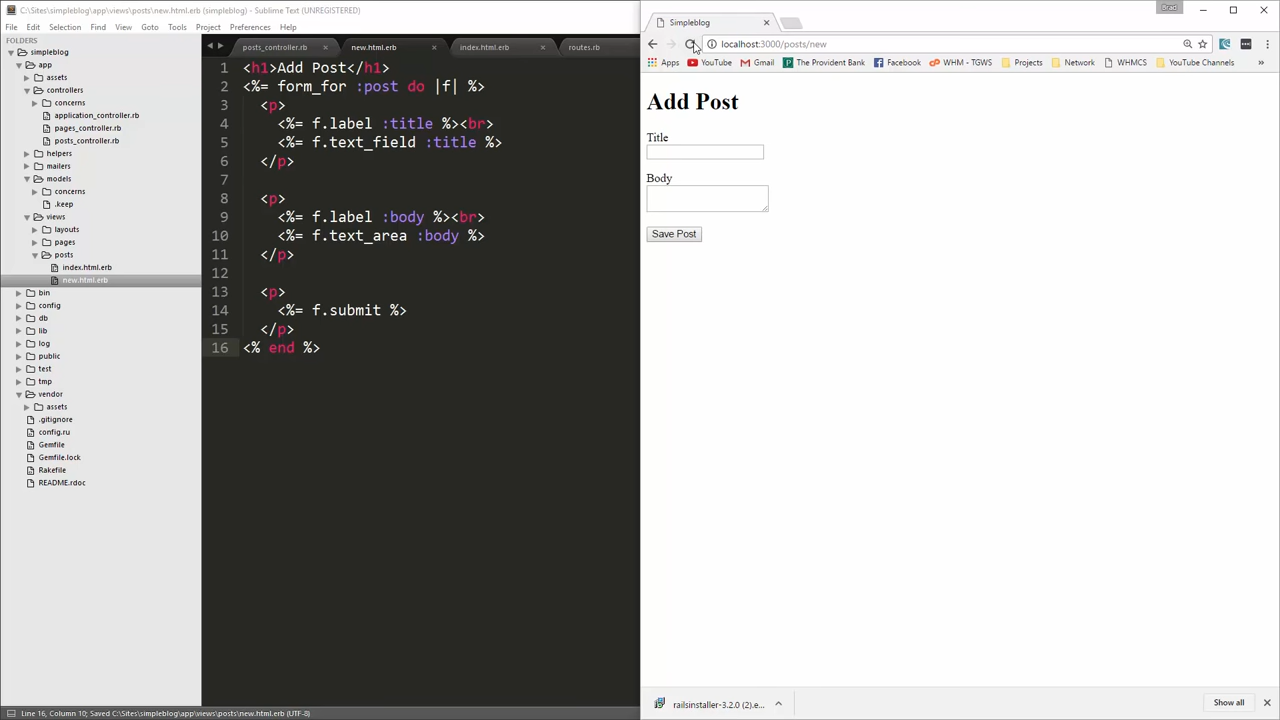 C:\Sites\simpleblog\app\views\posts\new.html.erb (simpleblog) - Sublime Text (UNREGISTERED)
File Edit Selection Find View Goto Tools Project Preferences Help
FOLDERS
simpleblog
app
assets
controllers
concerns
application_controller.rb
pages_controller.rb
posts_controller.rb
helpers
mailers
models
concerns
.keep
views
layouts
pages
posts
index.html.erb
new.html.erb
bin
config
db
lib
log
public
test
tmp
vendor
assets
.gitignore
config.ru
Gemfile
Gemfile.lock
Rakefile
README.rdoc
posts_controller.rb new.html.erb index.html.erb routes.rb
1 <h1>Add Post</h1>
2 <%= form_for :post do |f| %>
3 <p>
4 <%= f.label :title %><br>
5 <%= f.text_field :title %>
6 </p>
7
8 <p>
9 <%= f.label :body %><br>
10 <%= f.text_area :body %>
11 </p>
12
13 <p>
14 <%= f.submit %>
15 </p>
16 <% end %>
Line 16, Column 10; Saved C:\Sites\simpleblog\app\views\posts\new.html.erb (UTF-8)
Brad
Simpleblog
localhost:3000/posts/new
Apps YouTube Gmail The Provident Bank Facebook WHM - TGWS Projects Network WHMCS YouTube Channels
Add Post
Title
Body
Save Post
railsinstaller-3.2.0 (2).e...
Show all